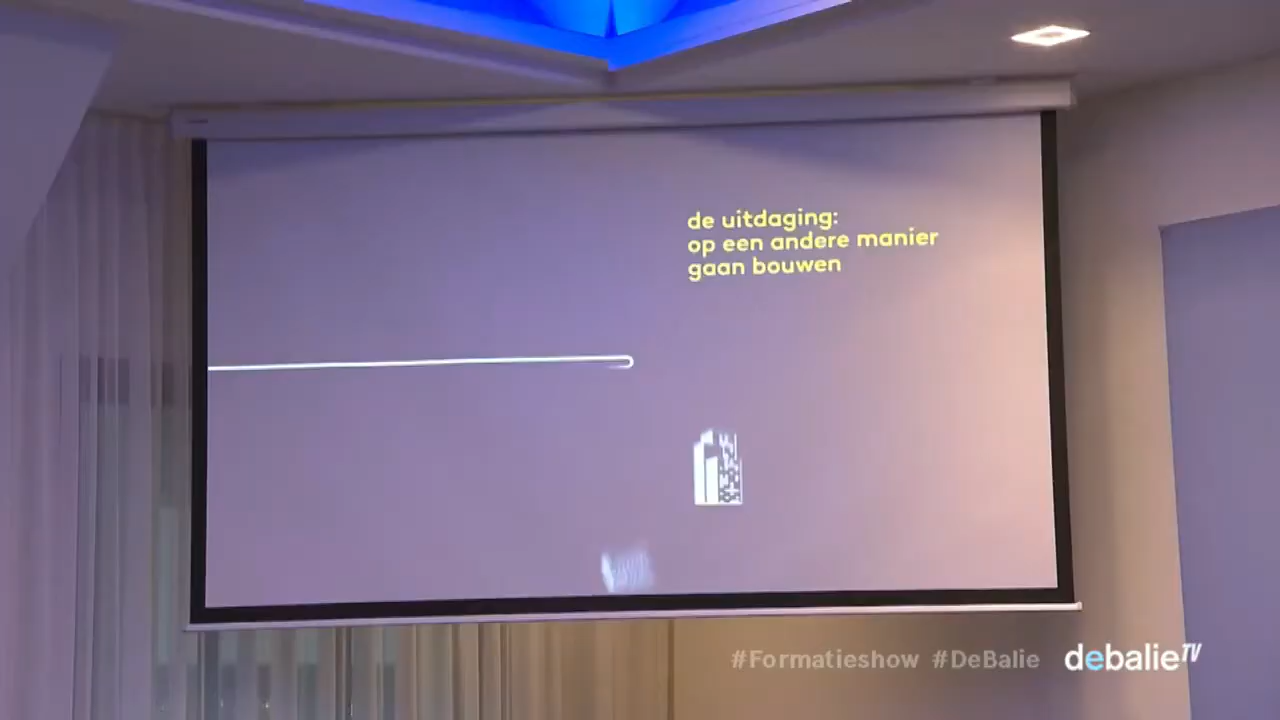 de uitdaging:
op een andere manier
gaan bouwen
#Formatieshow #DeBalie debalieTV